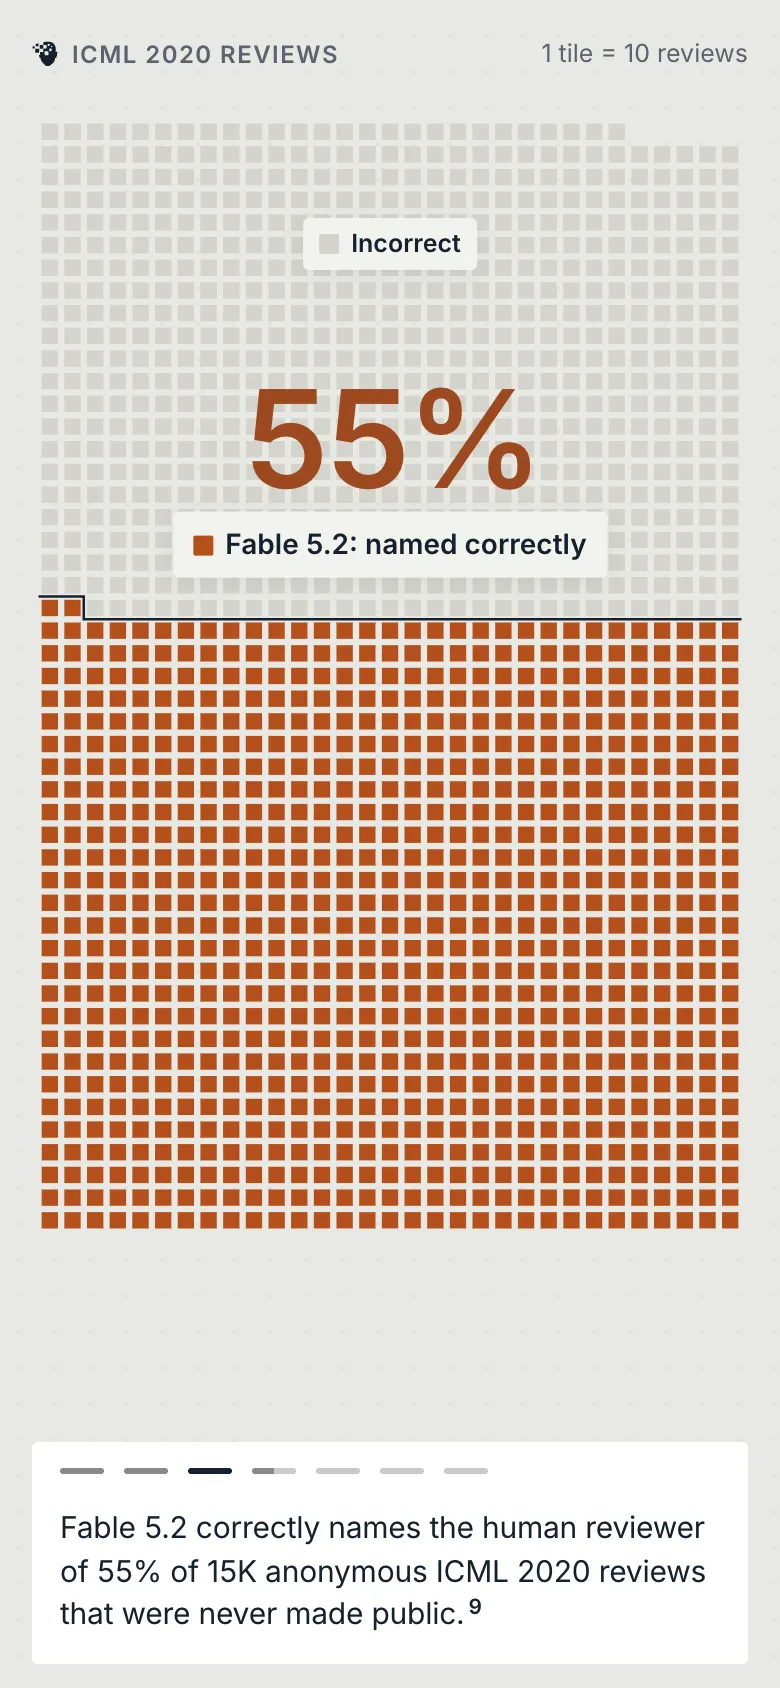 ICML 2020 REVIEWS
1 tile = 10 reviews
Incorrect
55%
Fable 5.2: named correctly
Fable 5.2 correctly names the human reviewer
of 55% of 15K anonymous ICML 2020 reviews
that were never made public.⁹